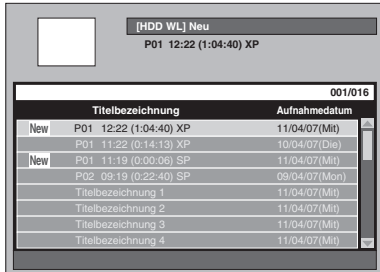 [HDD WL] Neu
P01 12:22 (1:04:40) XP
001/016
Titelbezeichnung Aufnahmedatum
New P01 12:22 (1:04:40) XP 11/04/07(Mit)
P01 11:22 (0:14:13) XP 10/04/07(Die)
New P01 11:19 (0:00:06) SP 11/04/07(Mit)
P02 09:19 (0:22:40) SP 09/04/07(Mon)
Titelbezeichnung 1 11/04/07(Mit)
Titelbezeichnung 2 11/04/07(Mit)
Titelbezeichnung 3 11/04/07(Mit)
Titelbezeichnung 4 11/04/07(Mit)